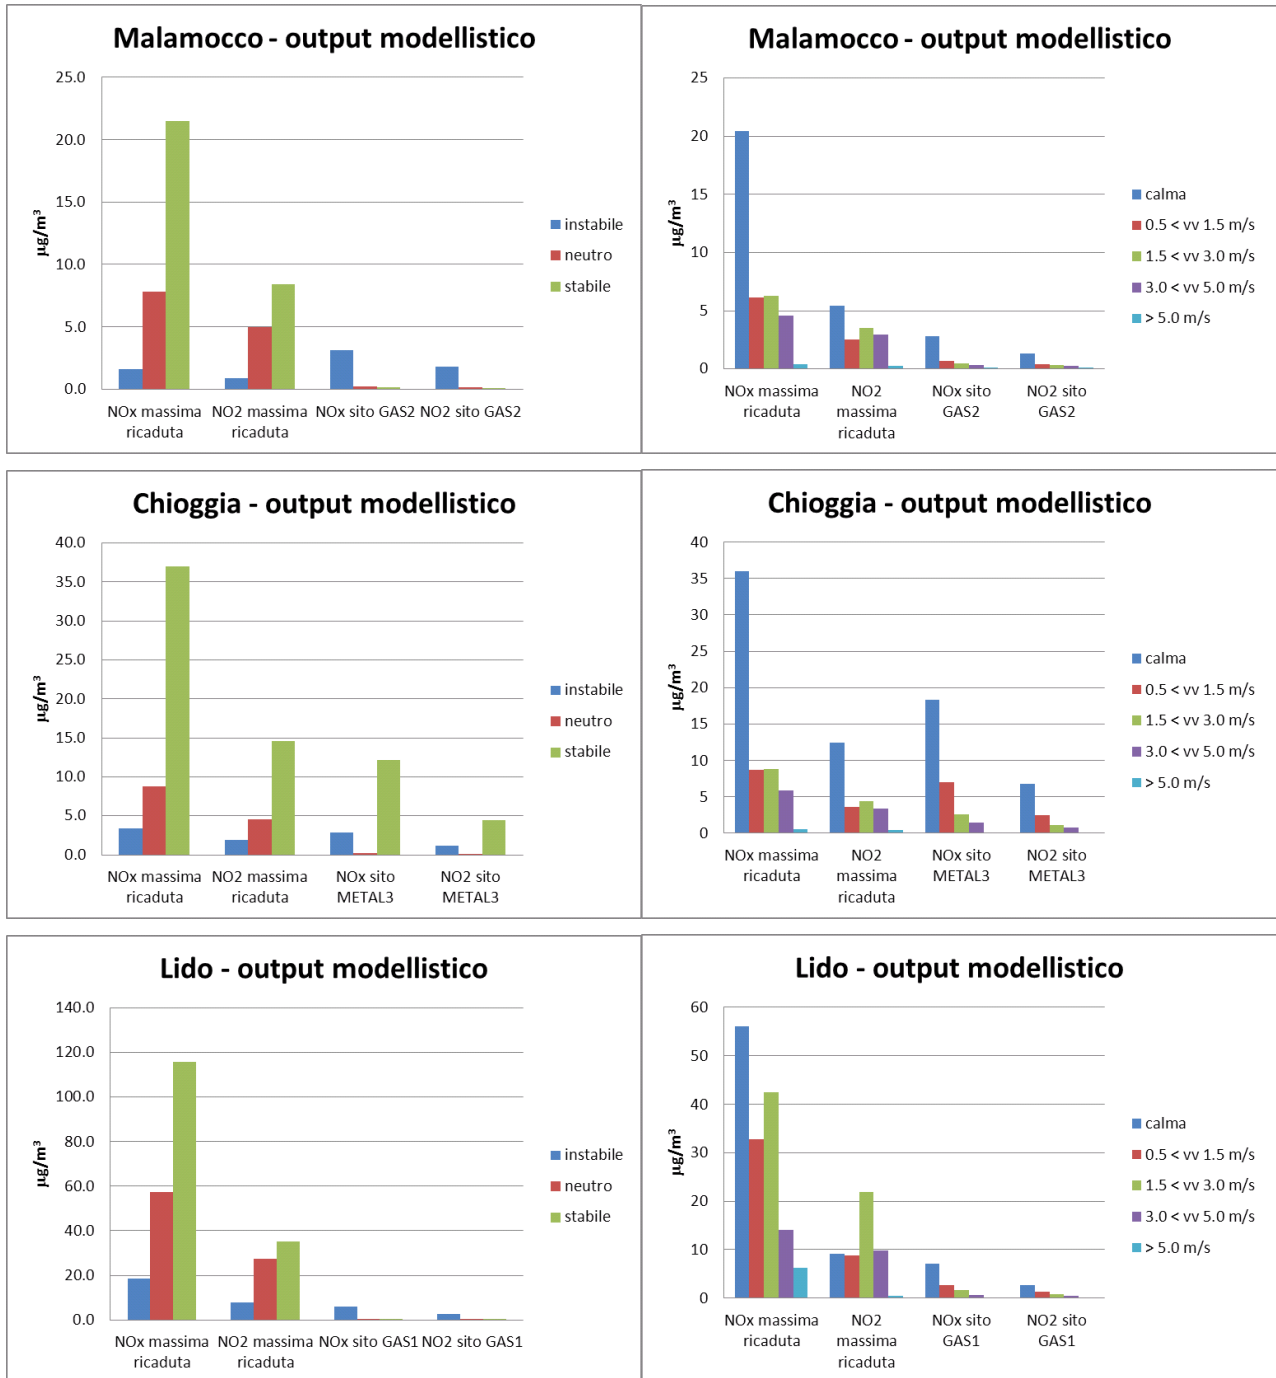 Malamocco - output modellistico
25.0
20.0
15.0
10.0
5.0
0.0
µg/m³
NOx massima ricaduta
NO2 massima ricaduta
NOx sito GAS2
NO2 sito GAS2
instabile
neutro
stabile
Malamocco - output modellistico
25
20
15
10
5
0
µg/m³
NOx massima
ricaduta
NO2
massima
ricaduta
NOx sito
GAS2
NO2 sito
GAS2
calma
0.5 < vv 1.5 m/s
1.5 < vv 3.0 m/s
3.0 < vv 5.0 m/s
> 5.0 m/s
Chioggia - output modellistico
40.0
35.0
30.0
25.0
20.0
15.0
10.0
5.0
0.0
µg/m³
NOx massima
ricaduta
NO2 massima
ricaduta
NOx sito
METAL3
NO2 sito
METAL3
instabile
neutro
stabile
Chioggia - output modellistico
40
35
30
25
20
15
10
5
0
µg/m³
NOx massima
ricaduta
NO2
massima
ricaduta
NOx sito
METAL3
NO2 sito
METAL3
calma
0.5 < vv 1.5 m/s
1.5 < vv 3.0 m/s
3.0 < vv 5.0 m/s
> 5.0 m/s
Lido - output modellistico
140.0
120.0
100.0
80.0
60.0
40.0
20.0
0.0
µg/m³
NOx massima
ricaduta
NO2 massima
ricaduta
NOx sito GAS1
NO2 sito GAS1
instabile
neutro
stabile
Lido - output modellistico
60
50
40
30
20
10
0
µg/m³
NOx massima
ricaduta
NO2
massima
ricaduta
NOx sito
GAS1
NO2 sito
GAS1
calma
0.5 < vv 1.5 m/s
1.5 < vv 3.0 m/s
3.0 < vv 5.0 m/s
> 5.0 m/s